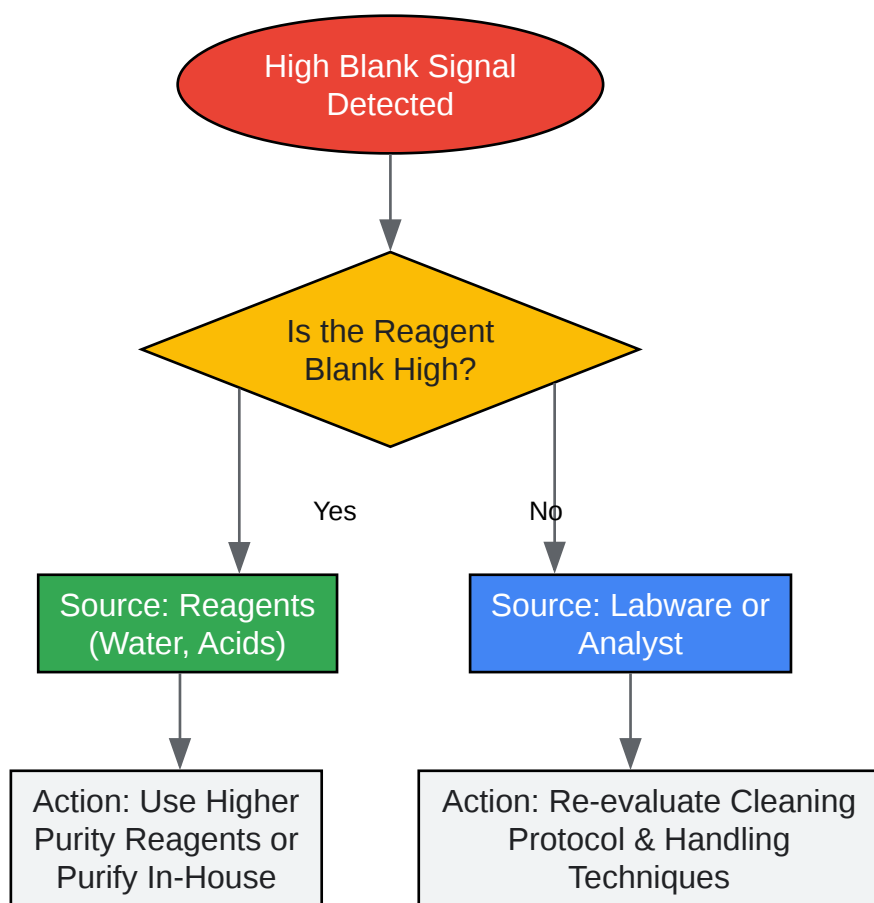 High Blank Signal
Detected
Is the Reagent
Blank High?
Yes
No
Source: Reagents
(Water, Acids)
Source: Labware or
Analyst
Action: Use Higher
Purity Reagents or
Purify In-House
Action: Re-evaluate Cleaning
Protocol & Handling
Techniques